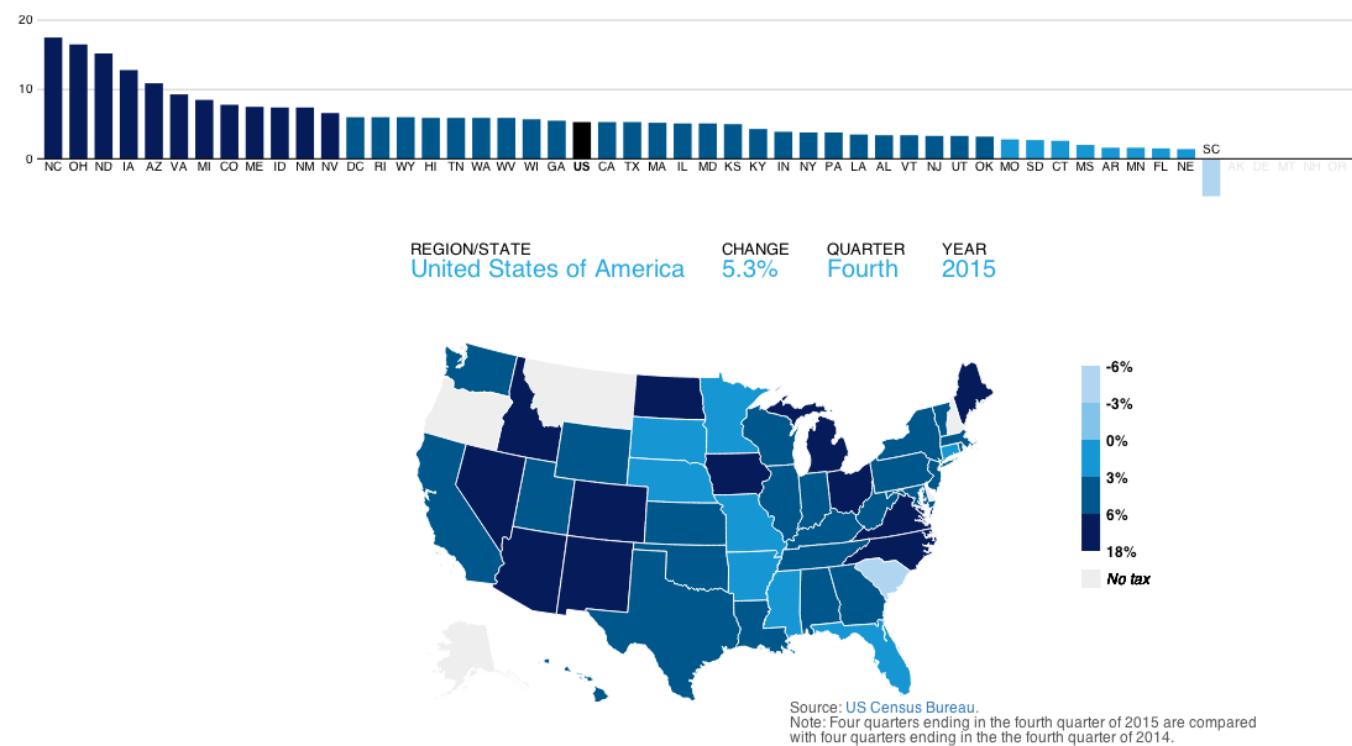 20
10
0
NC OH ND IA AZ VA MI CO ME ID NM NV DC RI WY HI TN WA WV WI GA US CA TX MA IL MD KS KY IN NY PA LA AL VT NJ UT OK MO SD CT MS AR MN FL NE SC AK DE MT NH OR
REGION/STATE CHANGE QUARTER YEAR
United States of America 5.3% Fourth 2015
-6%
-3%
0%
3%
6%
18%
No tax
Source: US Census Bureau.
Note: Four quarters ending in the fourth quarter of 2015 are compared
with four quarters ending in the the fourth quarter of 2014.